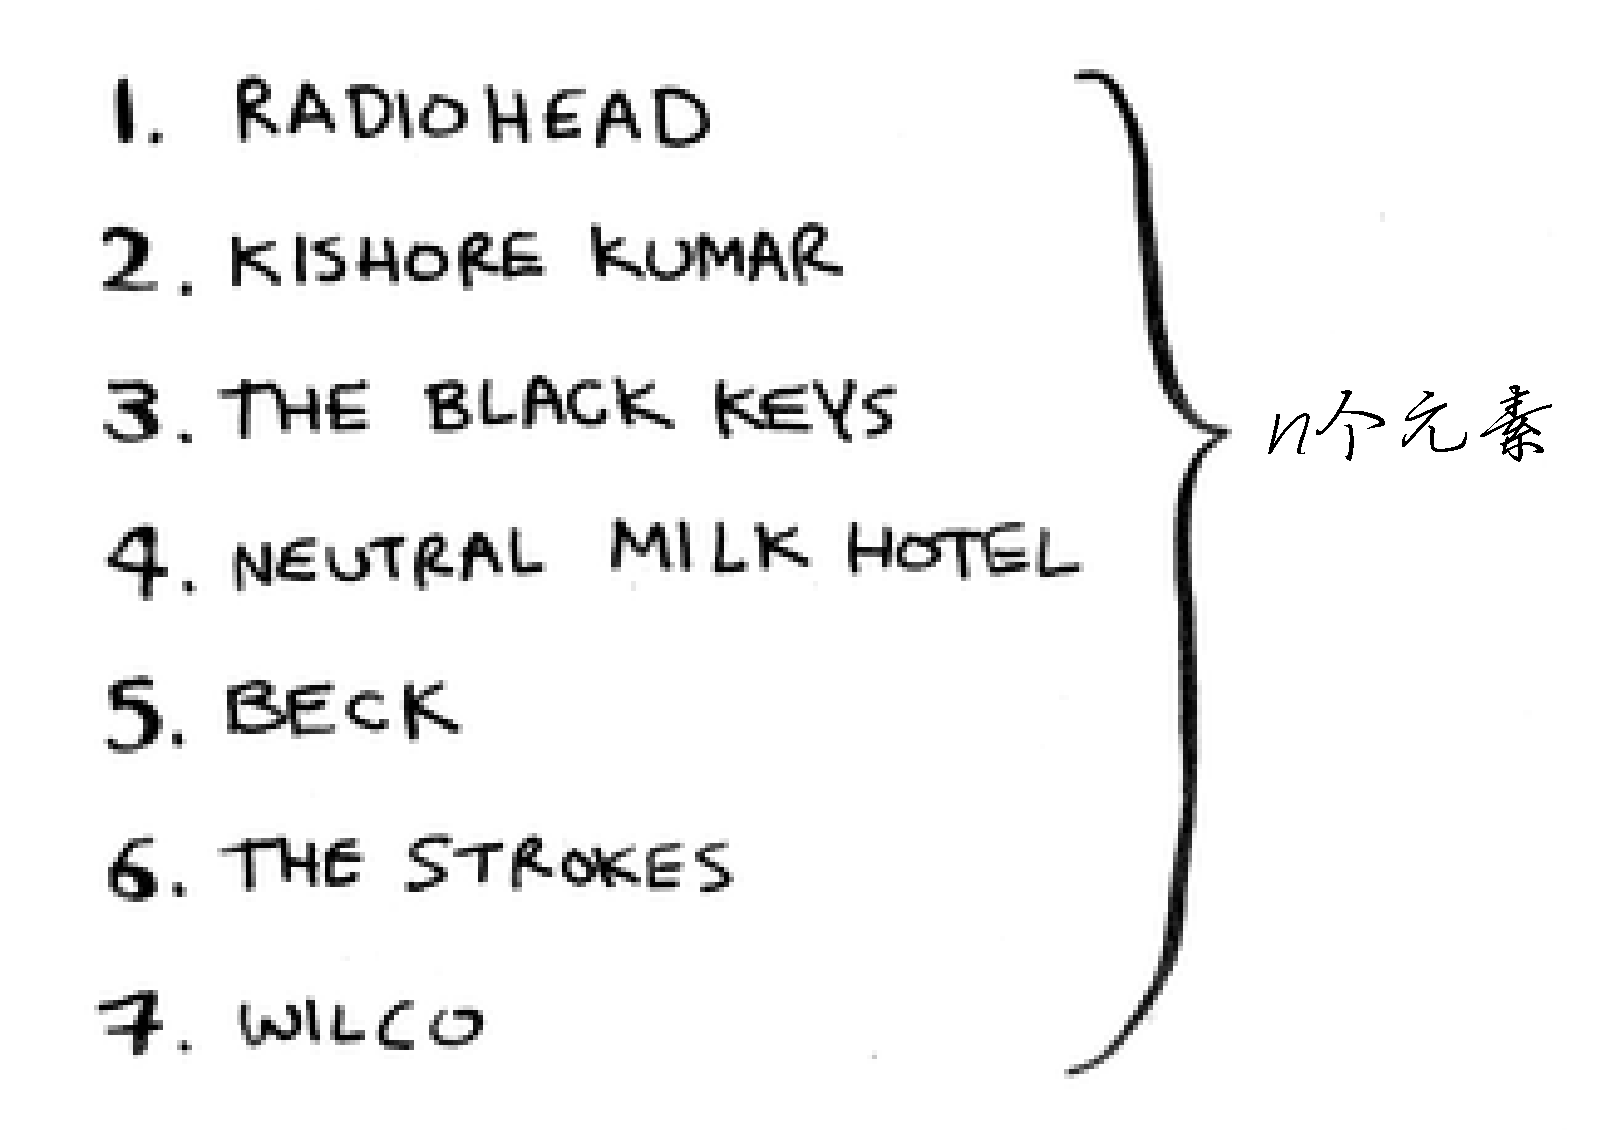 1. RADIOHEAD
2. KISHORE KUMAR
3. THE BLACK KEYS
n个元素
4. NEUTRAL MILK HOTEL
5. BECK
6. THE STROKES
7. WILCO